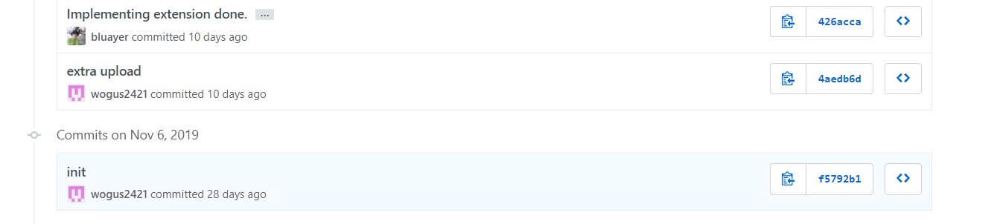 Implementing extension done. ...
426acca
bluayer committed 10 days ago
extra upload
4aedb6d
wogus2421 committed 10 days ago
Commits on Nov 6, 2019
init
f5792b1
wogus2421 committed 28 days ago